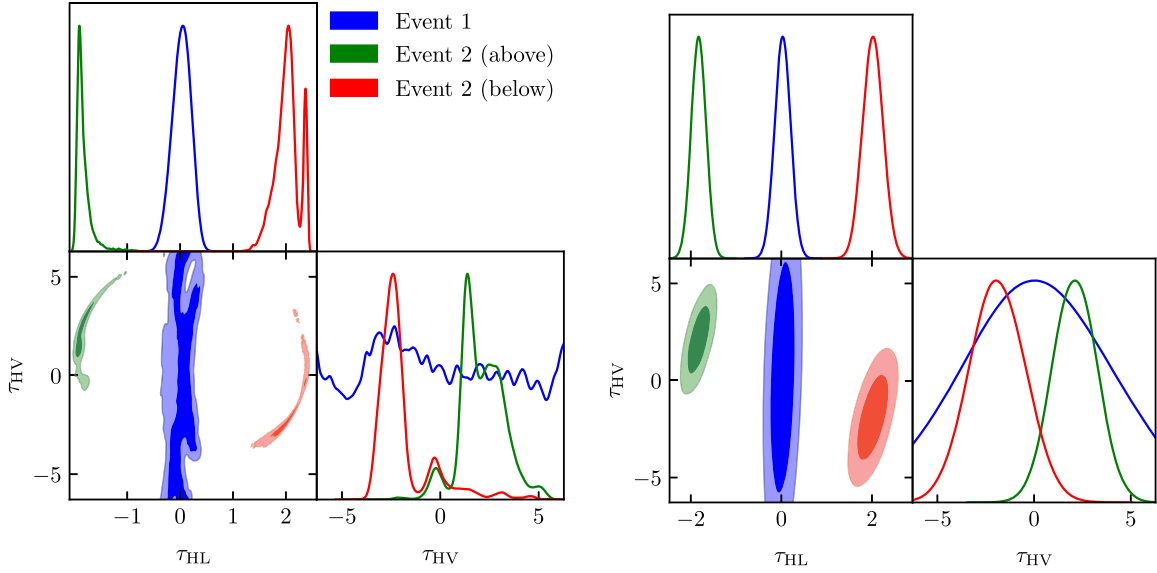 Event 1
Event 2 (above)
Event 2 (below)
5
0
−5
τHV
−1 0 1 2
τHL
−5 0 5
τHV
5
0
−5
τHV
−2 0 2
τHL
−5 0 5
τHV